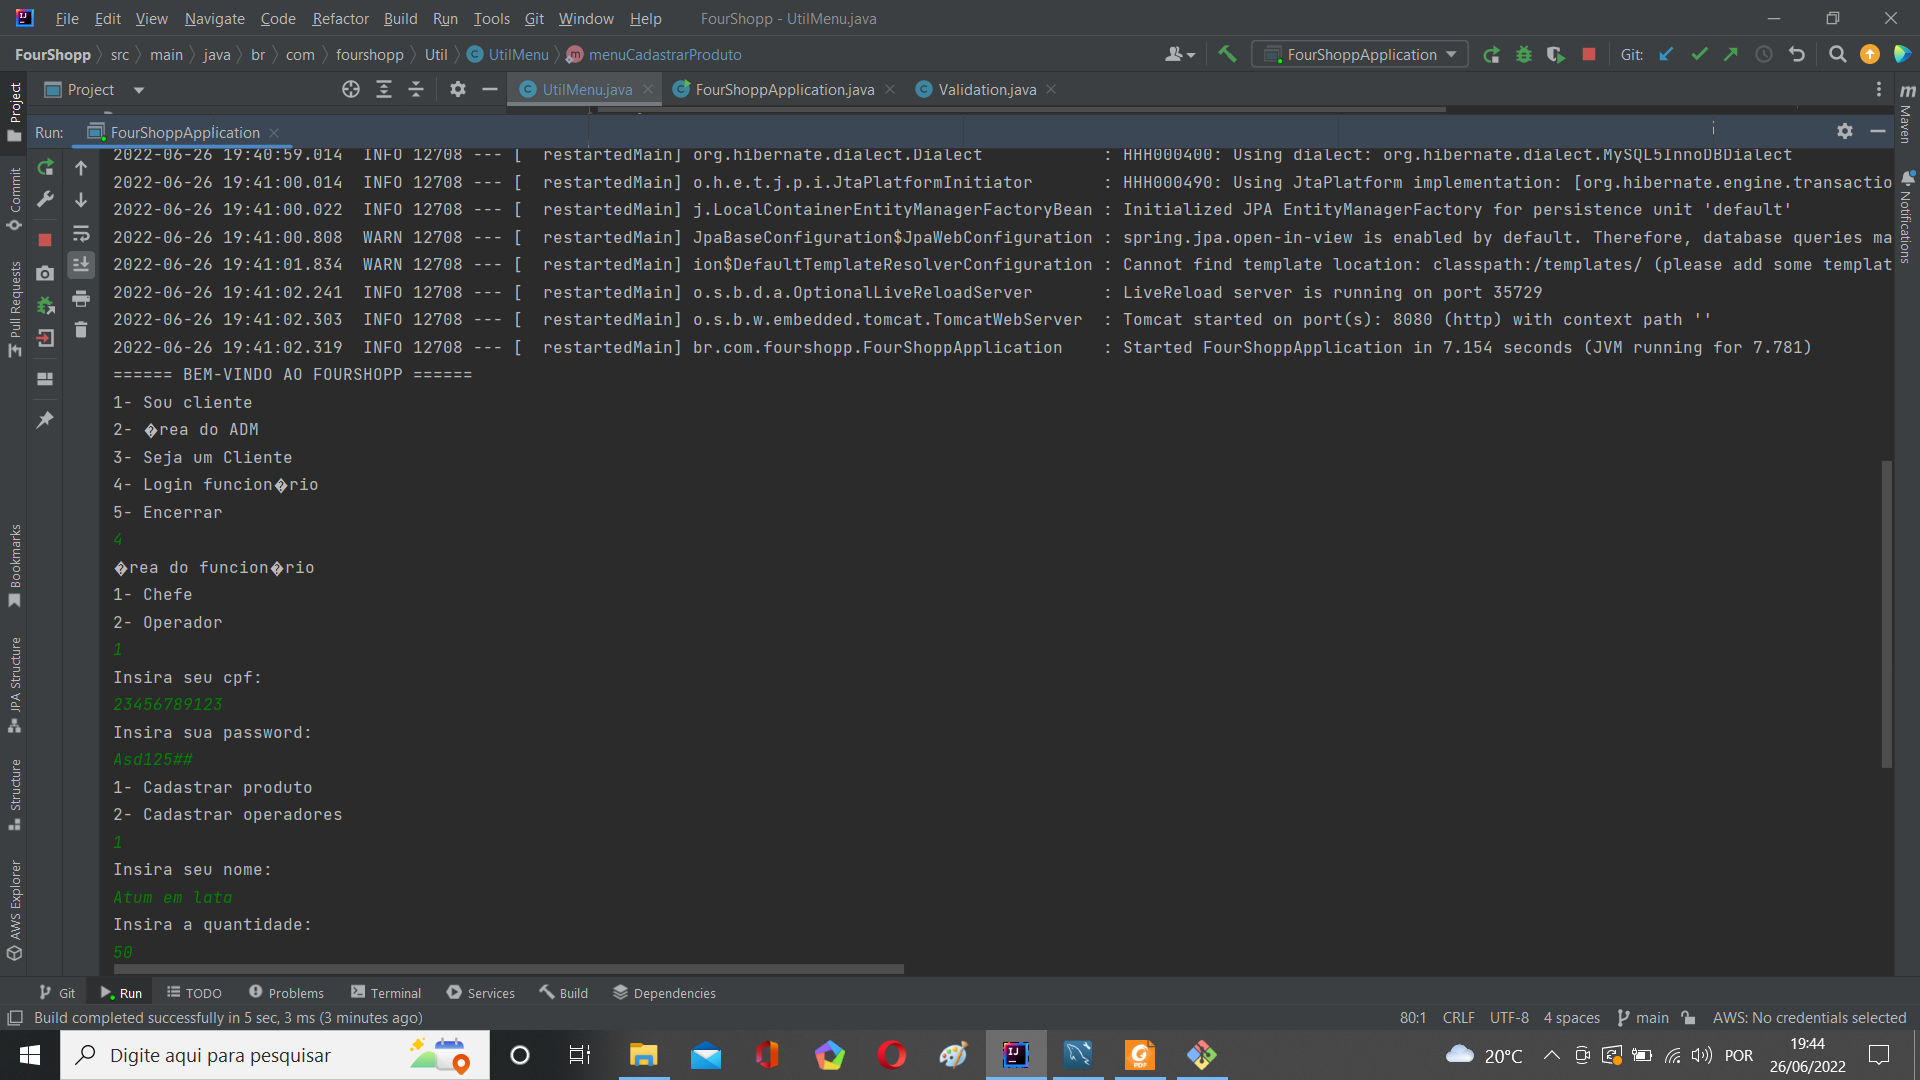 File Edit View Navigate Code Refactor Build Run Tools Git Window Help FourShopp - UtilMenu.java
FourShopp src main java br com fourshopp Util UtilMenu menuCadastrarProduto FourShoppApplication Git:
Project UtilMenu.java FourShoppApplication.java Validation.java
Run: FourShoppApplication
2022-06-26 19:40:59.014 INFO 12708 --- [ restartedMain] org.hibernate.dialect.Dialect : HHH000400: Using dialect: org.hibernate.dialect.MySQL5InnoDBDialect
2022-06-26 19:41:00.014 INFO 12708 --- [ restartedMain] o.h.e.t.j.p.i.JtaPlatformInitiator : HHH000490: Using JtaPlatform implementation: [org.hibernate.engine.transactio
2022-06-26 19:41:00.022 INFO 12708 --- [ restartedMain] j.LocalContainerEntityManagerFactoryBean : Initialized JPA EntityManagerFactory for persistence unit 'default'
2022-06-26 19:41:00.808 WARN 12708 --- [ restartedMain] JpaBaseConfiguration$JpaWebConfiguration : spring.jpa.open-in-view is enabled by default. Therefore, database queries ma
2022-06-26 19:41:01.834 WARN 12708 --- [ restartedMain] ion$DefaultTemplateResolverConfiguration : Cannot find template location: classpath:/templates/ (please add some templat
2022-06-26 19:41:02.241 INFO 12708 --- [ restartedMain] o.s.b.d.a.OptionalLiveReloadServer : LiveReload server is running on port 35729
2022-06-26 19:41:02.303 INFO 12708 --- [ restartedMain] o.s.b.w.embedded.tomcat.TomcatWebServer : Tomcat started on port(s): 8080 (http) with context path ''
2022-06-26 19:41:02.319 INFO 12708 --- [ restartedMain] br.com.fourshopp.FourShoppApplication : Started FourShoppApplication in 7.154 seconds (JVM running for 7.781)
====== BEM-VINDO AO FOURSHOPP ======
1- Sou cliente
2- �rea do ADM
3- Seja um Cliente
4- Login funcion�rio
5- Encerrar
4
�rea do funcion�rio
1- Chefe
2- Operador
1
Insira seu cpf:
23456789123
Insira sua password:
Asd125##
1- Cadastrar produto
2- Cadastrar operadores
1
Insira seu nome:
Atum em lata
Insira a quantidade:
50
Project
Commit
Pull Requests
Bookmarks
JPA Structure
Structure
AWS Explorer
Maven
Notifications
Git Run TODO Problems Terminal Services Build Dependencies
Build completed successfully in 5 sec, 3 ms (3 minutes ago) 80:1 CRLF UTF-8 4 spaces main AWS: No credentials selected
Digite aqui para pesquisar 20°C POR 19:44
26/06/2022